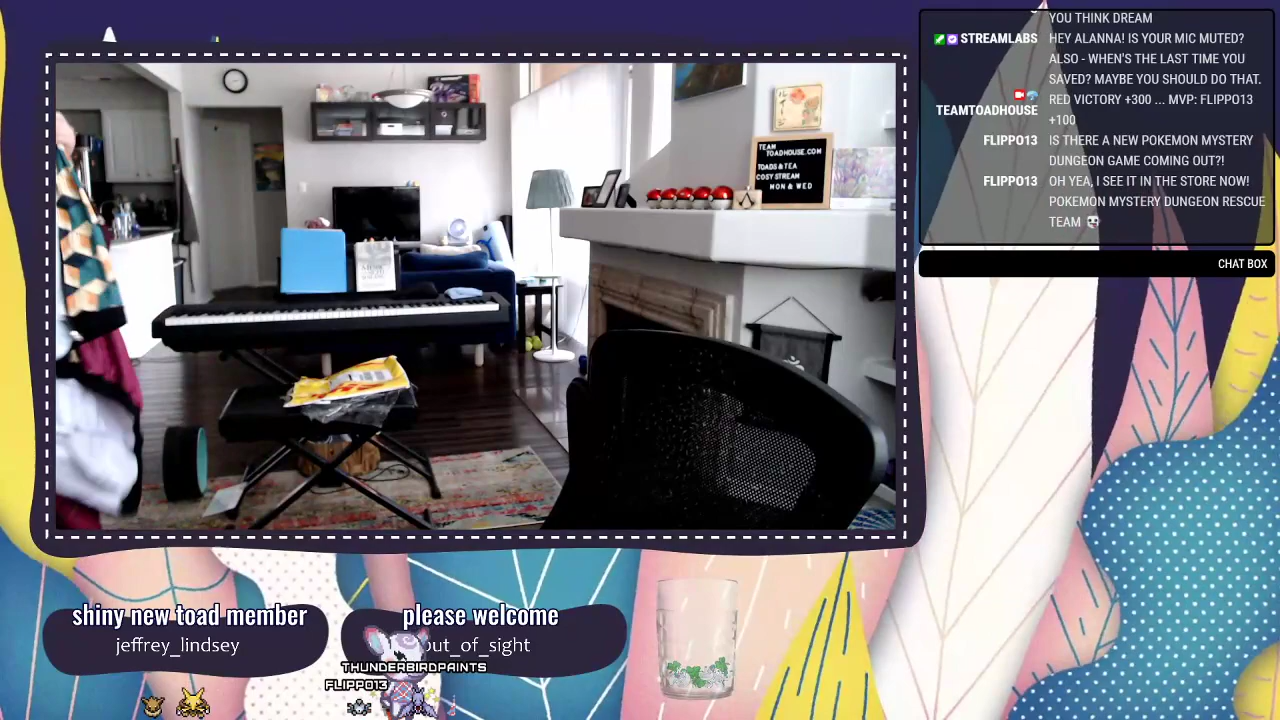 YOU THINK DREAM
STREAMLABS HEY ALANNA! IS YOUR MIC MUTED?
ALSO - WHEN'S THE LAST TIME YOU
SAVED? MAYBE YOU SHOULD DO THAT.
TEAMTOADHOUSE RED VICTORY +300 ... MVP: FLIPPO13
+100
FLIPPO13 IS THERE A NEW POKEMON MYSTERY
DUNGEON GAME COMING OUT?!
FLIPPO13 OH YEA, I SEE IT IN THE STORE NOW!
POKEMON MYSTERY DUNGEON RESCUE
TEAM
CHAT BOX
TEAM
TOADHOUSE.COM
TOADS & TEA
COSY STREAM
MON & WED
shiny new toad member
jeffrey_lindsey
please welcome
out_of_sight
THUNDERBIRDPAINTS
FLIPPO13